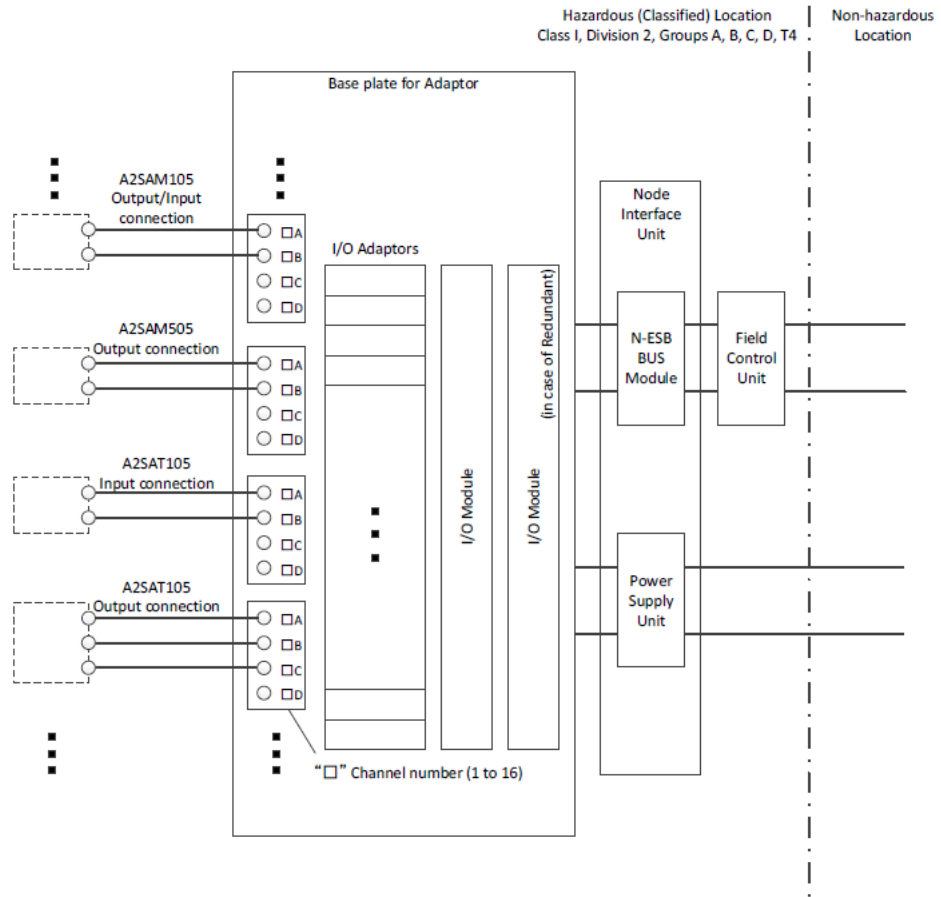 Hazardous (Classified) Location
Class I, Division 2, Groups A, B, C, D, T4
Non-hazardous
Location
Base plate for Adaptor
A2SAM105
Output/Input
connection
□A
□B
□C
□D
A2SAM505
Output connection
□A
□B
□C
□D
A2SAT105
Input connection
□A
□B
□C
□D
A2SAT105
Output connection
□A
□B
□C
□D
"□" Channel number (1 to 16)
I/O Adaptors
I/O Module
I/O Module
(in case of Redundant)
Node
Interface
Unit
N-ESB
BUS
Module
Field
Control
Unit
Power
Supply
Unit